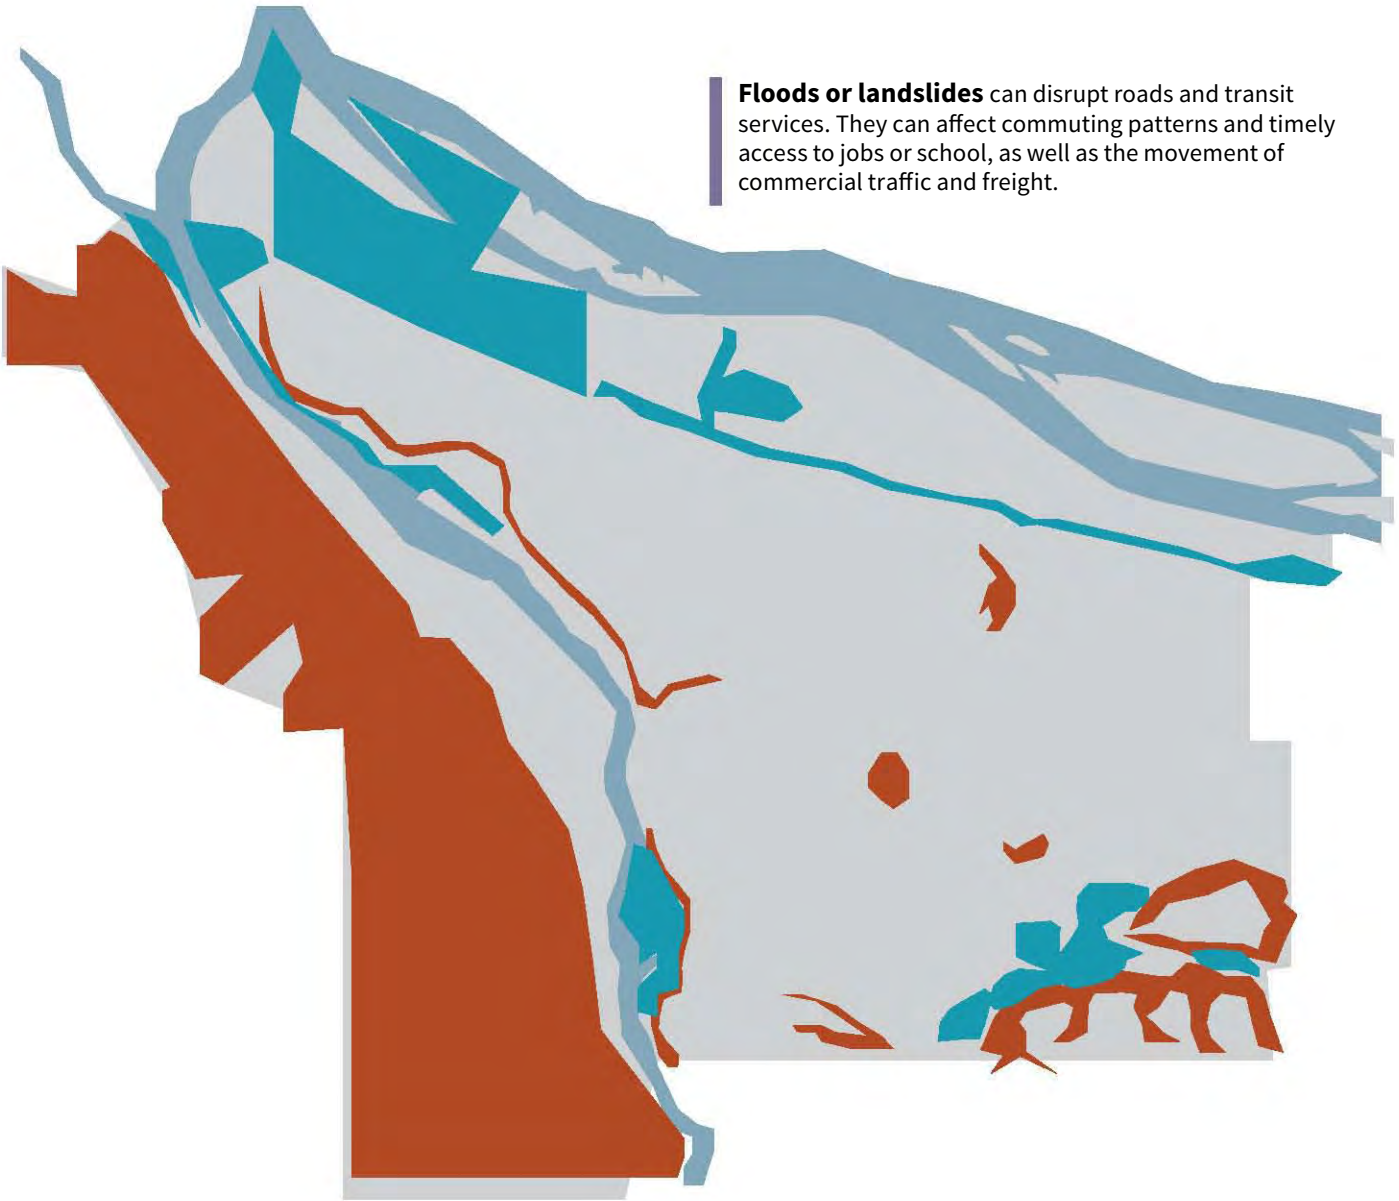 Floods or landslides can disrupt roads and transit
services. They can affect commuting patterns and timely
access to jobs or school, as well as the movement of
commercial traffic and freight.